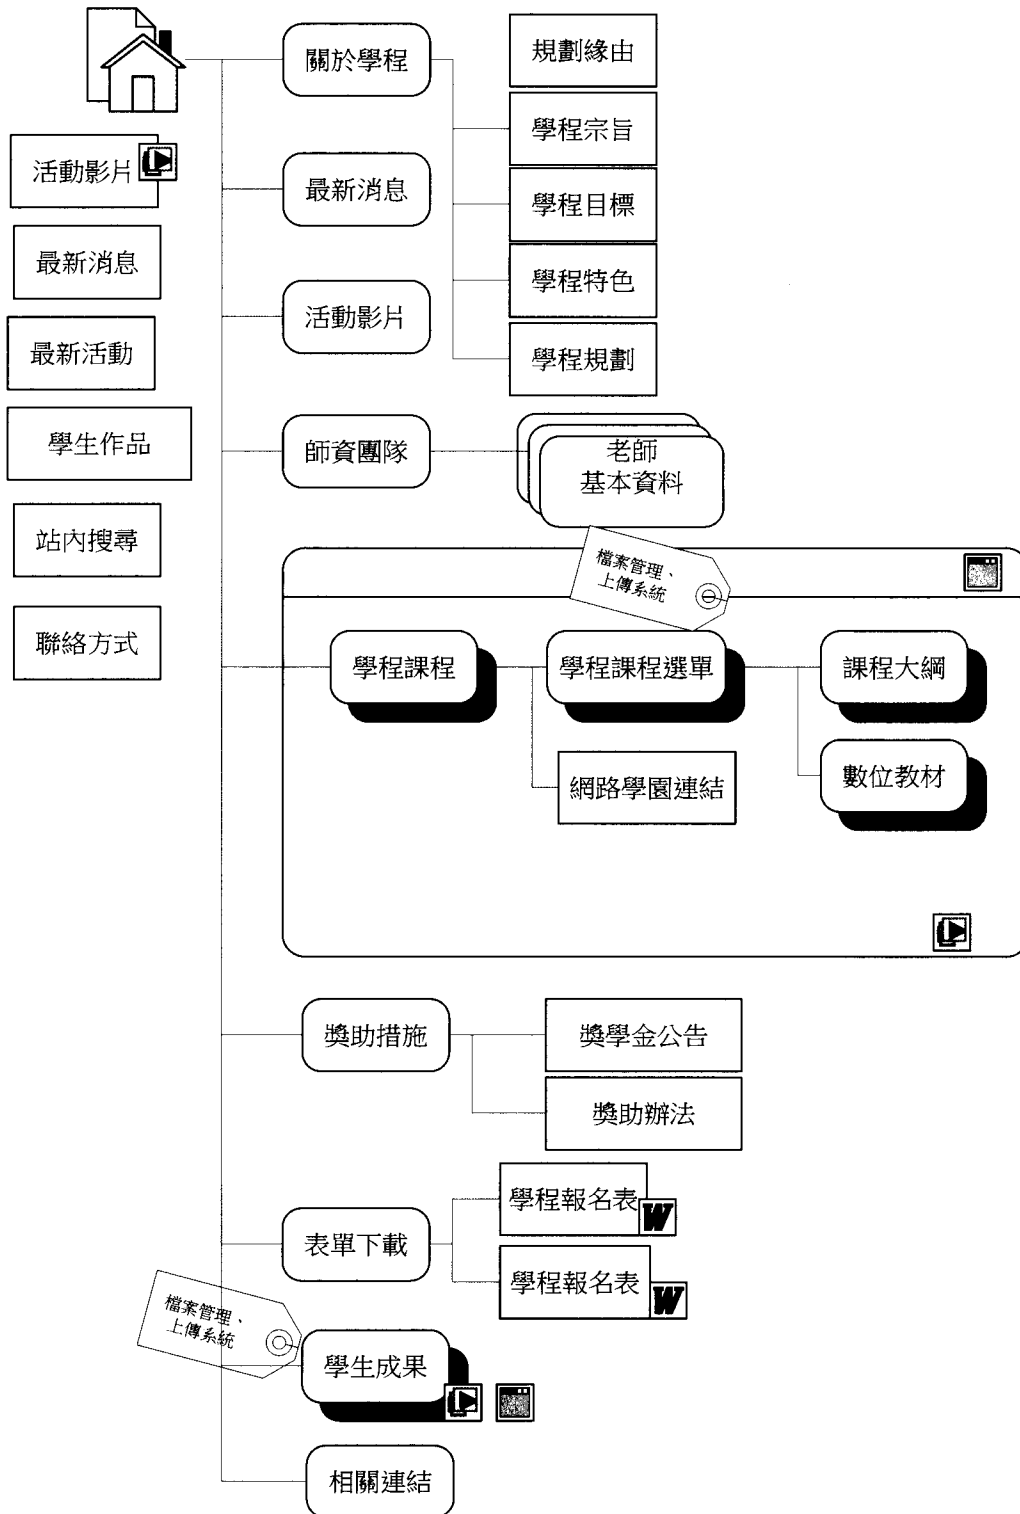 關於學程
規劃緣由
學程宗旨
活動影片
最新消息
學程目標
最新消息
學程特色
活動影片
最新活動
學程規劃
學生作品
師資團隊
老師
基本資料
站內搜尋
檔案管理、
上傳系統
聯絡方式
學程課程
學程課程選單
課程大綱
網路學園連結
數位教材
獎助措施
獎學金公告
獎助辦法
學程報名表
W
表單下載
學程報名表
W
檔案管理、
上傳系統
學生成果
相關連結